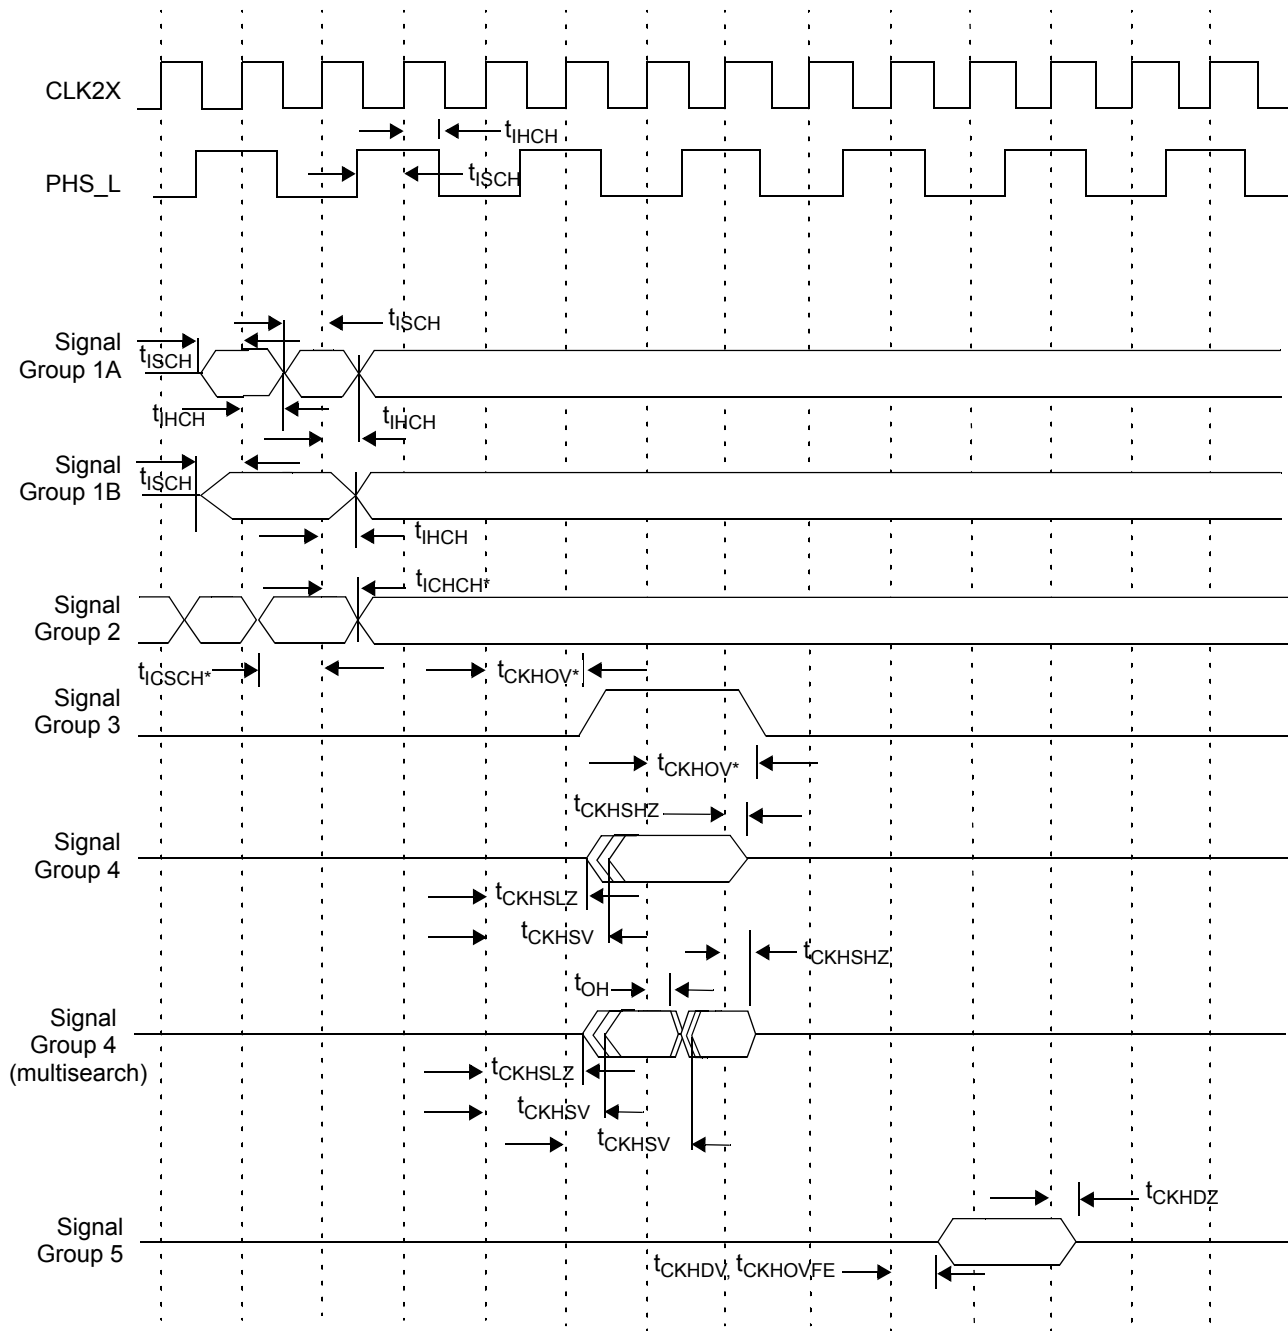 CLK2X
tIHCH
PHS_L
tISCH
tISCH
Signal
Group 1A
tISCH
tIHCH
tIHCH
Signal
Group 1B
tISCH
tIHCH
tICHCH*
Signal
Group 2
tICSCH*
tCKHOV*
Signal
Group 3
tCKHOV*
tCKHSHZ
Signal
Group 4
tCKHSLZ
tCKHSV
tCKHSHZ
tOH
Signal
Group 4
(multisearch)
tCKHSLZ
tCKHSV
tCKHSV
tCKHDZ
Signal
Group 5
tCKHDV, tCKHOVFE